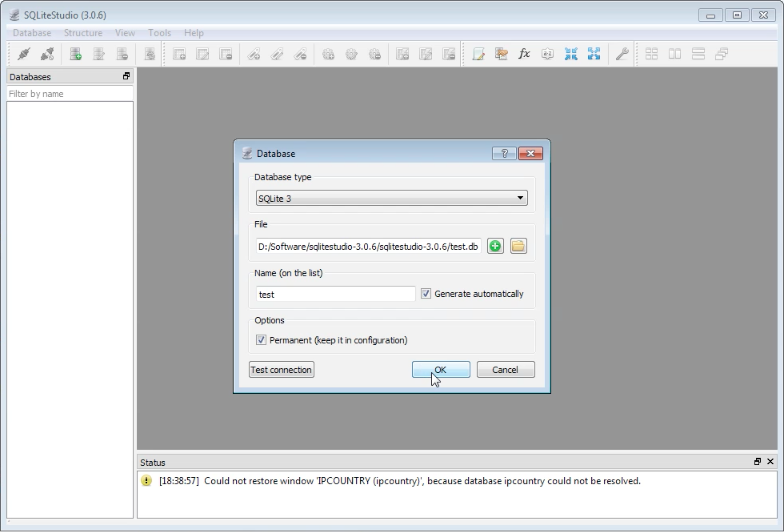 SQLiteStudio (3.0.6)
Database Structure View Tools Help
Databases
Filter by name
Database
Database type
SQLite 3
File
D:/Software/sqlitestudio-3.0.6/sqlitestudio-3.0.6/test.db
Name (on the list)
test
Generate automatically
Options
Permanent (keep it in configuration)
Test connection OK Cancel
Status
[18:38:57] Could not restore window 'IPCOUNTRY (ipcountry)', because database ipcountry could not be resolved.